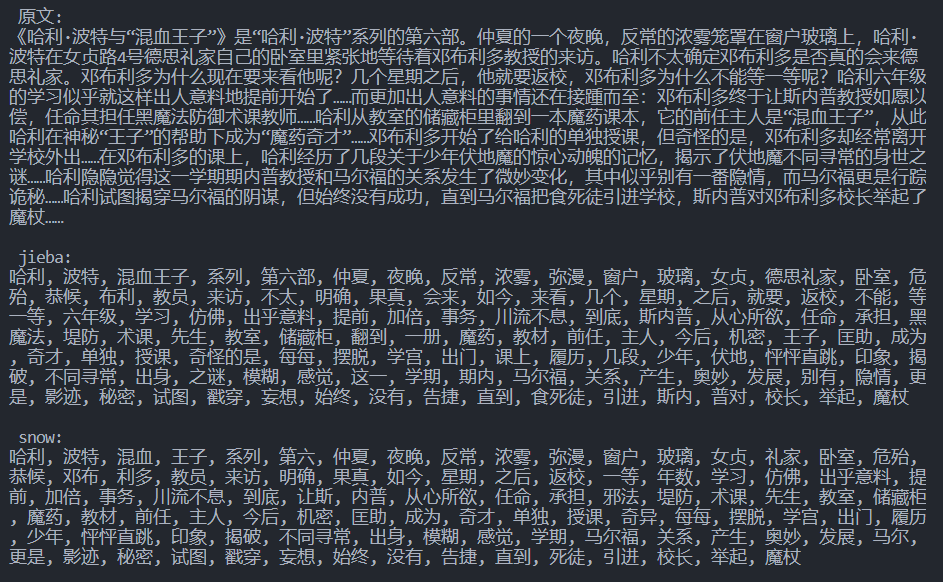 原文:
《哈利·波特与“混血王子”》是“哈利·波特”系列的第六部。仲夏的一个夜晚，反常的浓雾笼罩在窗户玻璃上，哈利·
波特在女贞路4号德思礼家自己的卧室里紧张地等待着邓布利多教授的来访。哈利不太确定邓布利多是否真的会来德
思礼家。邓布利多为什么现在要来看他呢？几个星期之后，他就要返校，邓布利多为什么不能等一等呢？哈利六年级
的学习似乎就这样出人意料地提前开始了……而更加出人意料的事情还在接踵而至：邓布利多终于让斯内普教授如愿以
偿，任命其担任黑魔法防御术课教师……哈利从教室的储藏柜里翻到一本魔药课本，它的前任主人是“混血王子”，从此
哈利在神秘“王子”的帮助下成为“魔药奇才”…邓布利多开始了给哈利的单独授课，但奇怪的是，邓布利多却经常离开
学校外出……在邓布利多的课上，哈利经历了几段关于少年伏地魔的惊心动魄的记忆，揭示了伏地魔不同寻常的身世之
谜……哈利隐隐觉得这一学期期内普教授和马尔福的关系发生了微妙变化，其中似乎别有一番隐情，而马尔福更是行踪
诡秘……哈利试图揭穿马尔福的阴谋，但始终没有成功，直到马尔福把食死徒引进学校，斯内普对邓布利多校长举起了
魔杖……
jieba:
哈利, 波特, 混血王子, 系列, 第六部, 仲夏, 夜晚, 反常, 浓雾, 弥漫, 窗户, 玻璃, 女贞, 德思礼家, 卧室, 危
殆, 恭候, 布利, 教员, 来访, 不太, 明确, 果真, 会来, 如今, 来看, 几个, 星期, 之后, 就要, 返校, 不能, 等
一等, 六年级, 学习, 仿佛, 出乎意料, 提前, 加倍, 事务, 川流不息, 到底, 斯内普, 从心所欲, 任命, 承担, 黑
魔法, 堤防, 术课, 先生, 教室, 储藏柜, 翻到, 一册, 魔药, 教材, 前任, 主人, 今后, 机密, 王子, 匡助, 成为
, 奇才, 单独, 授课, 奇怪的是, 每每, 摆脱, 学宫, 出门, 课上, 履历, 几段, 少年, 伏地, 怦怦直跳, 印象, 揭
破, 不同寻常, 出身, 之谜, 模糊, 感觉, 这一, 学期, 期内, 马尔福, 关系, 产生, 奥妙, 发展, 别有, 隐情, 更
是, 影迹, 秘密, 试图, 戳穿, 妄想, 始终, 没有, 告捷, 直到, 食死徒, 引进, 斯内, 普对, 校长, 举起, 魔杖
snow:
哈利, 波特, 混血, 王子, 系列, 第六, 仲夏, 夜晚, 反常, 浓雾, 弥漫, 窗户, 玻璃, 女贞, 礼家, 卧室, 危殆,
恭候, 邓布, 利多, 教员, 来访, 明确, 果真, 如今, 星期, 之后, 返校, 一等, 年数, 学习, 仿佛, 出乎意料, 提
前, 加倍, 事务, 川流不息, 到底, 让斯, 内普, 从心所欲, 任命, 承担, 邪法, 堤防, 术课, 先生, 教室, 储藏柜
, 魔药, 教材, 前任, 主人, 今后, 机密, 匡助, 成为, 奇才, 单独, 授课, 奇异, 每每, 摆脱, 学宫, 出门, 履历
, 少年, 怦怦直跳, 印象, 揭破, 不同寻常, 出身, 模糊, 感觉, 学期, 马尔福, 关系, 产生, 奥妙, 发展, 马尔,
更是, 影迹, 秘密, 试图, 戳穿, 妄想, 始终, 没有, 告捷, 直到, 死徒, 引进, 校长, 举起, 魔杖